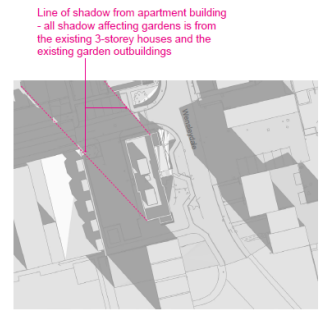 Line of shadow from apartment building
- all shadow affecting gardens is from
the existing 3-storey houses and the
existing garden outbuildings